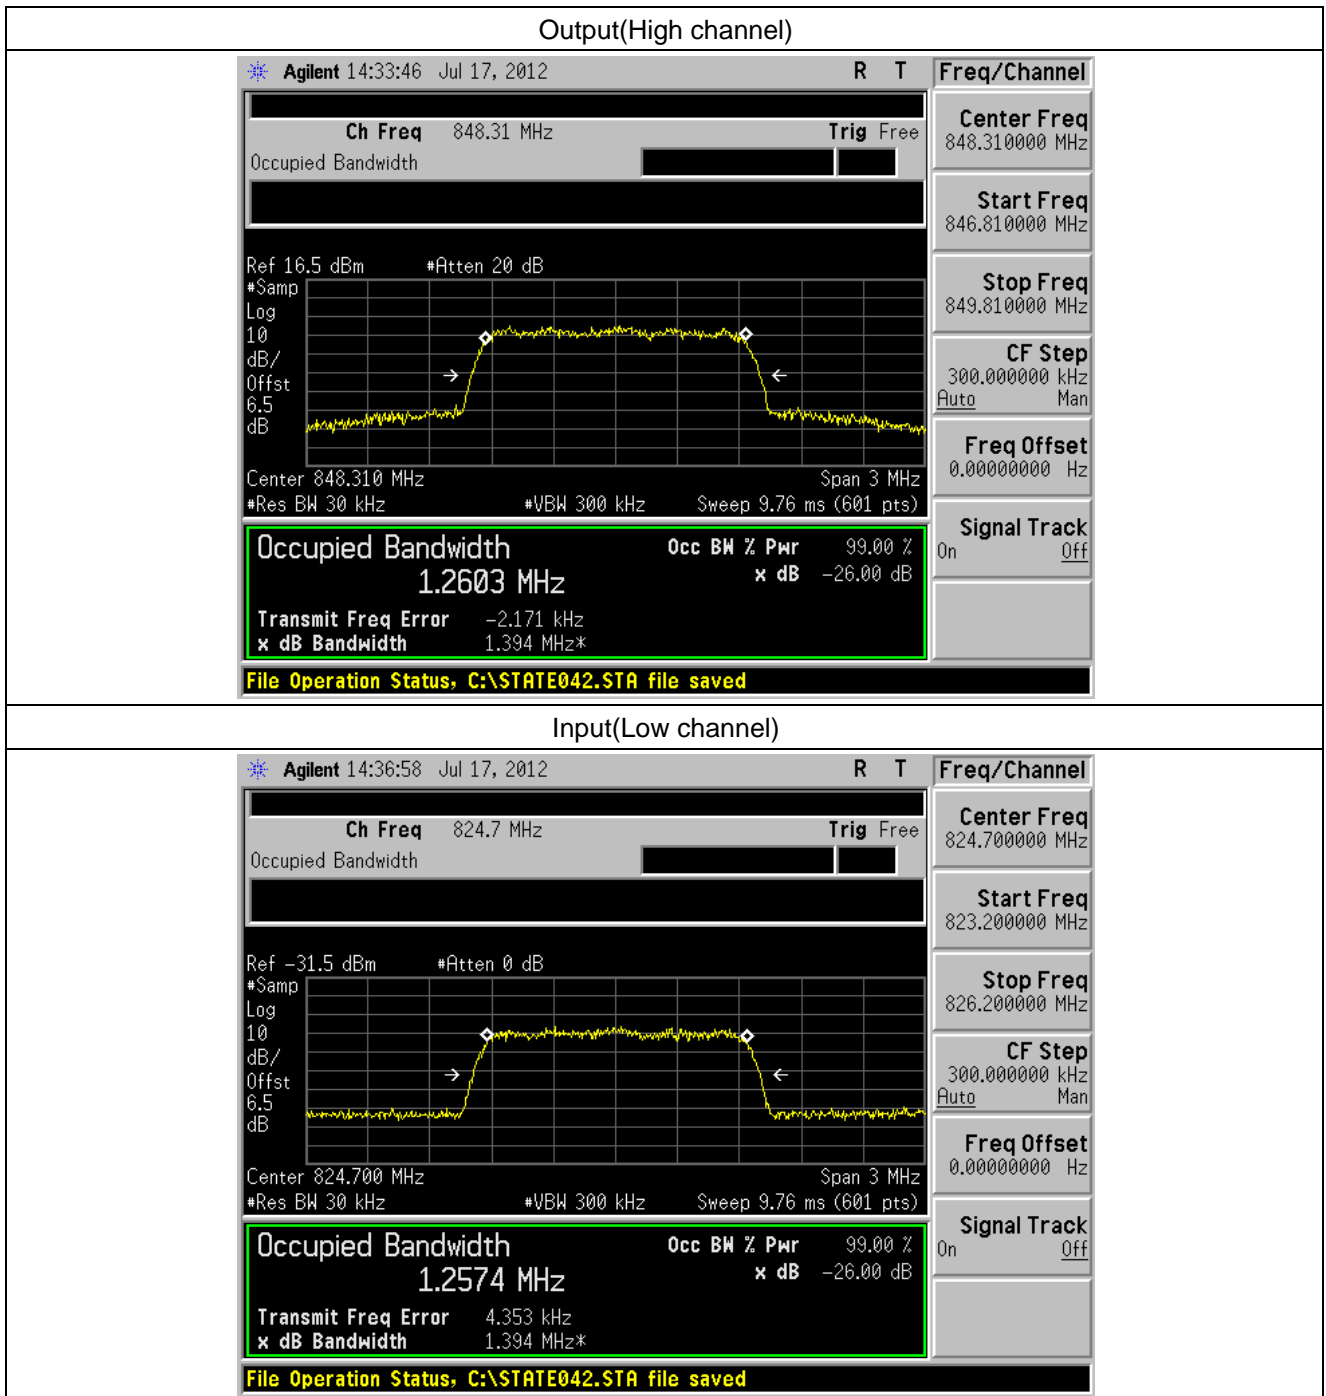 Output(High channel)
Agilent 14:33:46 Jul 17, 2012 R T Freq/Channel
Ch Freq 848.31 MHz Trig Free
Occupied Bandwidth
Center Freq
848.310000 MHz
Start Freq
846.810000 MHz
Stop Freq
849.810000 MHz
CF Step
300.000000 kHz
Auto Man
Freq Offset
0.00000000 Hz
Signal Track
On Off
Ref 16.5 dBm #Atten 20 dB
#Samp
Log
10
dB/
Offst
6.5
dB
Center 848.310 MHz Span 3 MHz
#Res BW 30 kHz #VBW 300 kHz Sweep 9.76 ms (601 pts)
Occupied Bandwidth Occ BW % Pwr 99.00 %
1.2603 MHz x dB -26.00 dB
Transmit Freq Error -2.171 kHz
x dB Bandwidth 1.394 MHz*
File Operation Status, C:\STATE042.STA file saved
Input(Low channel)
Agilent 14:36:58 Jul 17, 2012 R T Freq/Channel
Ch Freq 824.7 MHz Trig Free
Occupied Bandwidth
Center Freq
824.700000 MHz
Start Freq
823.200000 MHz
Stop Freq
826.200000 MHz
CF Step
300.000000 kHz
Auto Man
Freq Offset
0.00000000 Hz
Signal Track
On Off
Ref -31.5 dBm #Atten 0 dB
#Samp
Log
10
dB/
Offst
6.5
dB
Center 824.700 MHz Span 3 MHz
#Res BW 30 kHz #VBW 300 kHz Sweep 9.76 ms (601 pts)
Occupied Bandwidth Occ BW % Pwr 99.00 %
1.2574 MHz x dB -26.00 dB
Transmit Freq Error 4.353 kHz
x dB Bandwidth 1.394 MHz*
File Operation Status, C:\STATE042.STA file saved